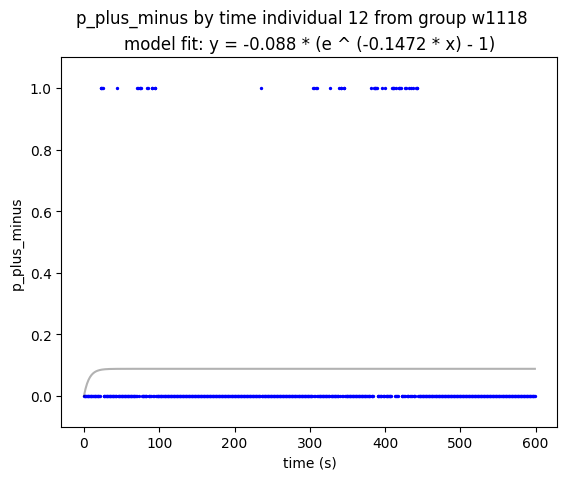 p_plus_minus by time individual 12 from group w1118
model fit: y = -0.088 * (e ^ (-0.1472 * x) - 1)
1.0
0.8
0.6
0.4
0.2
0.0
p_plus_minus
0 100 200 300 400 500 600
time (s)